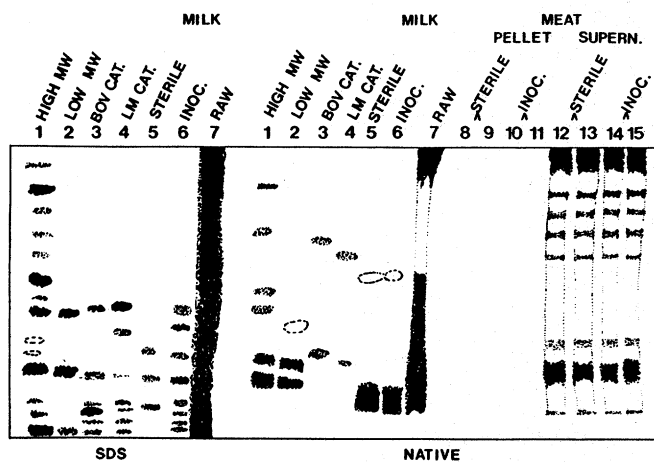 MILK MILK MEAT
PELLET SUPERN.
HIGH MW LOW MW BOV CAT. LM CAT. STERILE INOC. RAW HIGH MW LOW MW BOV CAT. LM CAT. STERILE INOC. RAW STERILE INOC. STERILE INOC.
1 2 3 4 5 6 7 1 2 3 4 5 6 7 8 9 10 11 12 13 14 15
SDS NATIVE